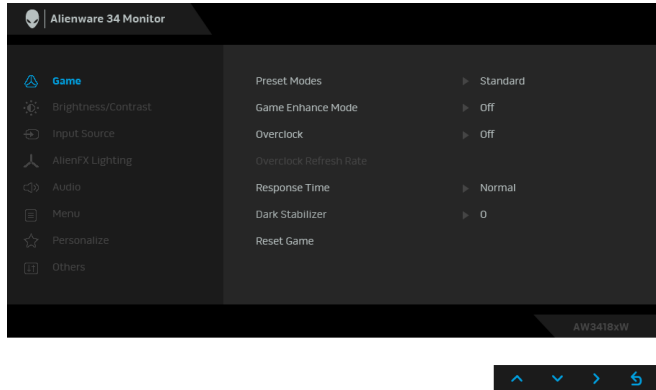 Alienware 34 Monitor
Game
Preset Modes Standard
Brightness/Contrast
Game Enhance Mode Off
Input Source
Overclock Off
AlienFX Lighting
Overclock Refresh Rate
Audio
Response Time Normal
Menu
Dark Stabilizer 0
Personalize
Reset Game
Others
AW3418xW